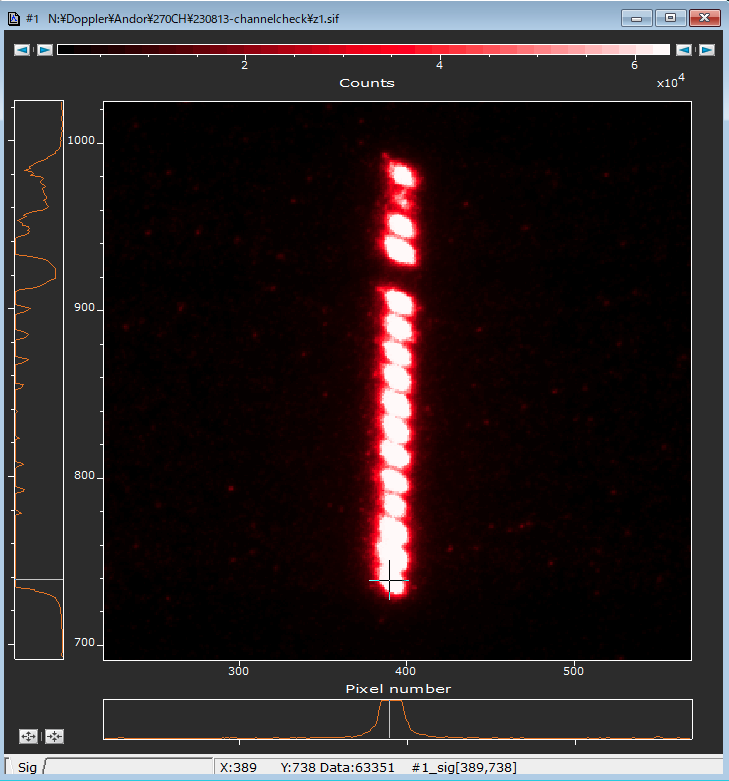 #1 N:¥Doppler¥Andor¥270CH¥230813-channelcheck¥z1.sif
2 4 6
Counts x10⁴
1000
900
800
700
300 400 500
Pixel number
Sig X:389 Y:738 Data:63351 #1_sig[389,738]